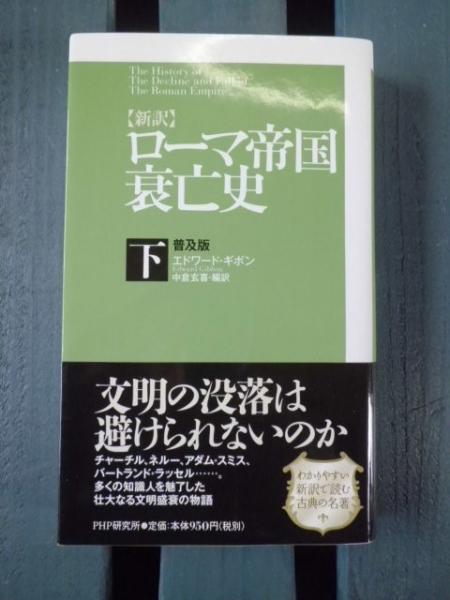 The History of
The Decline and Fall of
The Roman Empire
【新訳】
ローマ帝国
衰亡史
下
普及版
エドワード・ギボン
Edward Gibbon
中倉玄喜・編訳
文明の没落は
避けられないのか
チャーチル、ネルー、アダム・スミス、
バートランド・ラッセル……。
多くの知識人を魅了した
壮大なる文明盛衰の物語
わかりやすい
新訳で読む
古典の名著
PHP研究所●定価:本体950円(税別)